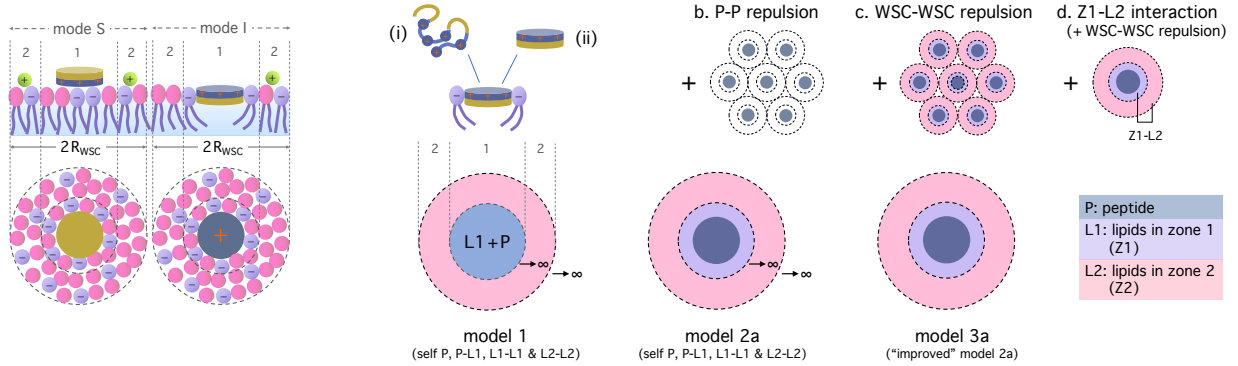 mode S
mode I
2
1
2
2
1
2
+
+
+
−
−
−
−
2RWSC
2RWSC
+
(i)
(ii)
−
−
2
1
2
L1+P
→∞
→∞
model 1
(self P, P-L1, L1-L1 & L2-L2)
b. P-P repulsion
+
→∞
→∞
model 2a
(self P, P-L1, L1-L1 & L2-L2)
c. WSC-WSC repulsion
+
model 3a
("improved" model 2a)
d. Z1-L2 interaction
(+ WSC-WSC repulsion)
+
Z1-L2
P: peptide
L1: lipids in zone 1
(Z1)
L2: lipids in zone 2
(Z2)